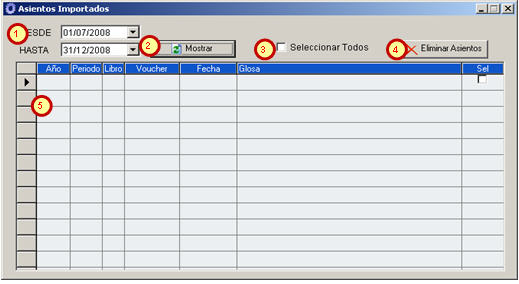 Asientos Importados
1 DESDE 01/07/2008
HASTA 31/12/2008 2 Mostrar 3 Seleccionar Todos 4 Eliminar Asientos
Año Periodo Libro Voucher Fecha Glosa Sel
5